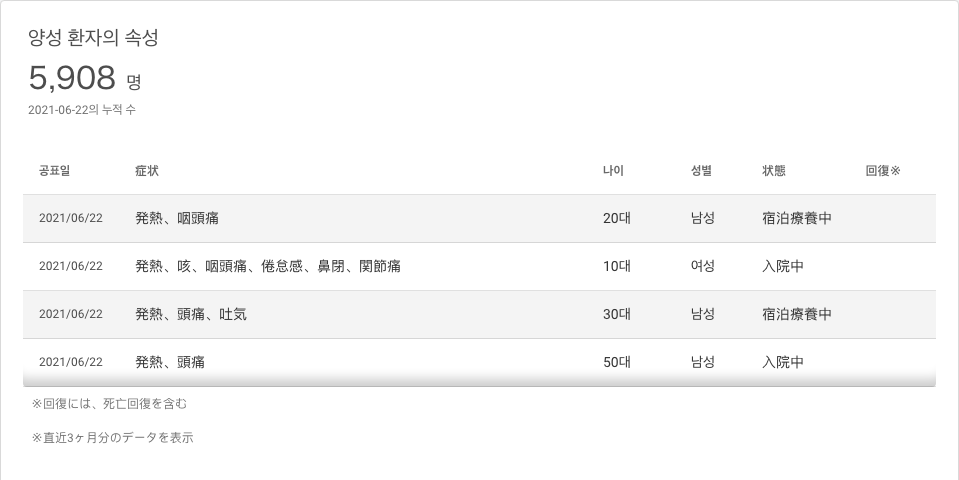 양성 환자의 속성
5,908 명
2021-06-22의 누적 수
공표일 症状 나이 성별 状態 回復※
2021/06/22 発熱、咽頭痛 20대 남성 宿泊療養中
2021/06/22 発熱、咳、咽頭痛、倦怠感、鼻閉、関節痛 10대 여성 入院中
2021/06/22 発熱、頭痛、吐気 30대 남성 宿泊療養中
2021/06/22 発熱、頭痛 50대 남성 入院中
※回復には、死亡回復を含む
※直近3ヶ月分のデータを表示